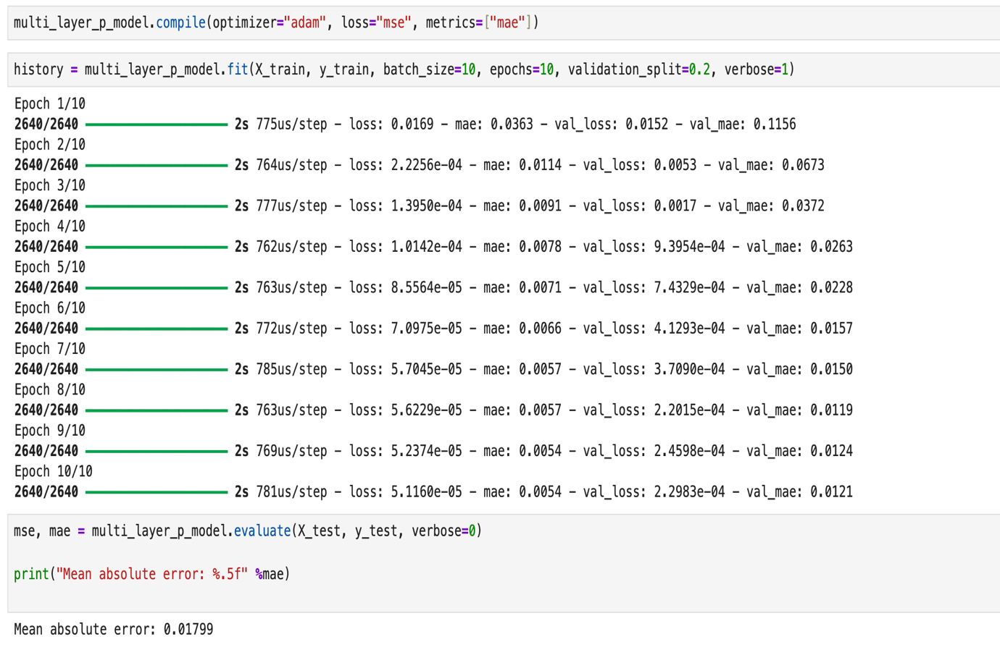 multi_layer_p_model.compile(optimizer="adam", loss="mse", metrics=["mae"])
history = multi_layer_p_model.fit(X_train, y_train, batch_size=10, epochs=10, validation_split=0.2, verbose=1)
Epoch 1/10
2640/2640 2s 775us/step - loss: 0.0169 - mae: 0.0363 - val_loss: 0.0152 - val_mae: 0.1156
Epoch 2/10
2640/2640 2s 764us/step - loss: 2.2256e-04 - mae: 0.0114 - val_loss: 0.0053 - val_mae: 0.0673
Epoch 3/10
2640/2640 2s 777us/step - loss: 1.3950e-04 - mae: 0.0091 - val_loss: 0.0017 - val_mae: 0.0372
Epoch 4/10
2640/2640 2s 762us/step - loss: 1.0142e-04 - mae: 0.0078 - val_loss: 9.3954e-04 - val_mae: 0.0263
Epoch 5/10
2640/2640 2s 763us/step - loss: 8.5564e-05 - mae: 0.0071 - val_loss: 7.4329e-04 - val_mae: 0.0228
Epoch 6/10
2640/2640 2s 772us/step - loss: 7.0975e-05 - mae: 0.0066 - val_loss: 4.1293e-04 - val_mae: 0.0157
Epoch 7/10
2640/2640 2s 785us/step - loss: 5.7045e-05 - mae: 0.0057 - val_loss: 3.7090e-04 - val_mae: 0.0150
Epoch 8/10
2640/2640 2s 763us/step - loss: 5.6229e-05 - mae: 0.0057 - val_loss: 2.2015e-04 - val_mae: 0.0119
Epoch 9/10
2640/2640 2s 769us/step - loss: 5.2374e-05 - mae: 0.0054 - val_loss: 2.4598e-04 - val_mae: 0.0124
Epoch 10/10
2640/2640 2s 781us/step - loss: 5.1160e-05 - mae: 0.0054 - val_loss: 2.2983e-04 - val_mae: 0.0121
mse, mae = multi_layer_p_model.evaluate(X_test, y_test, verbose=0)
print("Mean absolute error: %.5f" %mae)
Mean absolute error: 0.01799